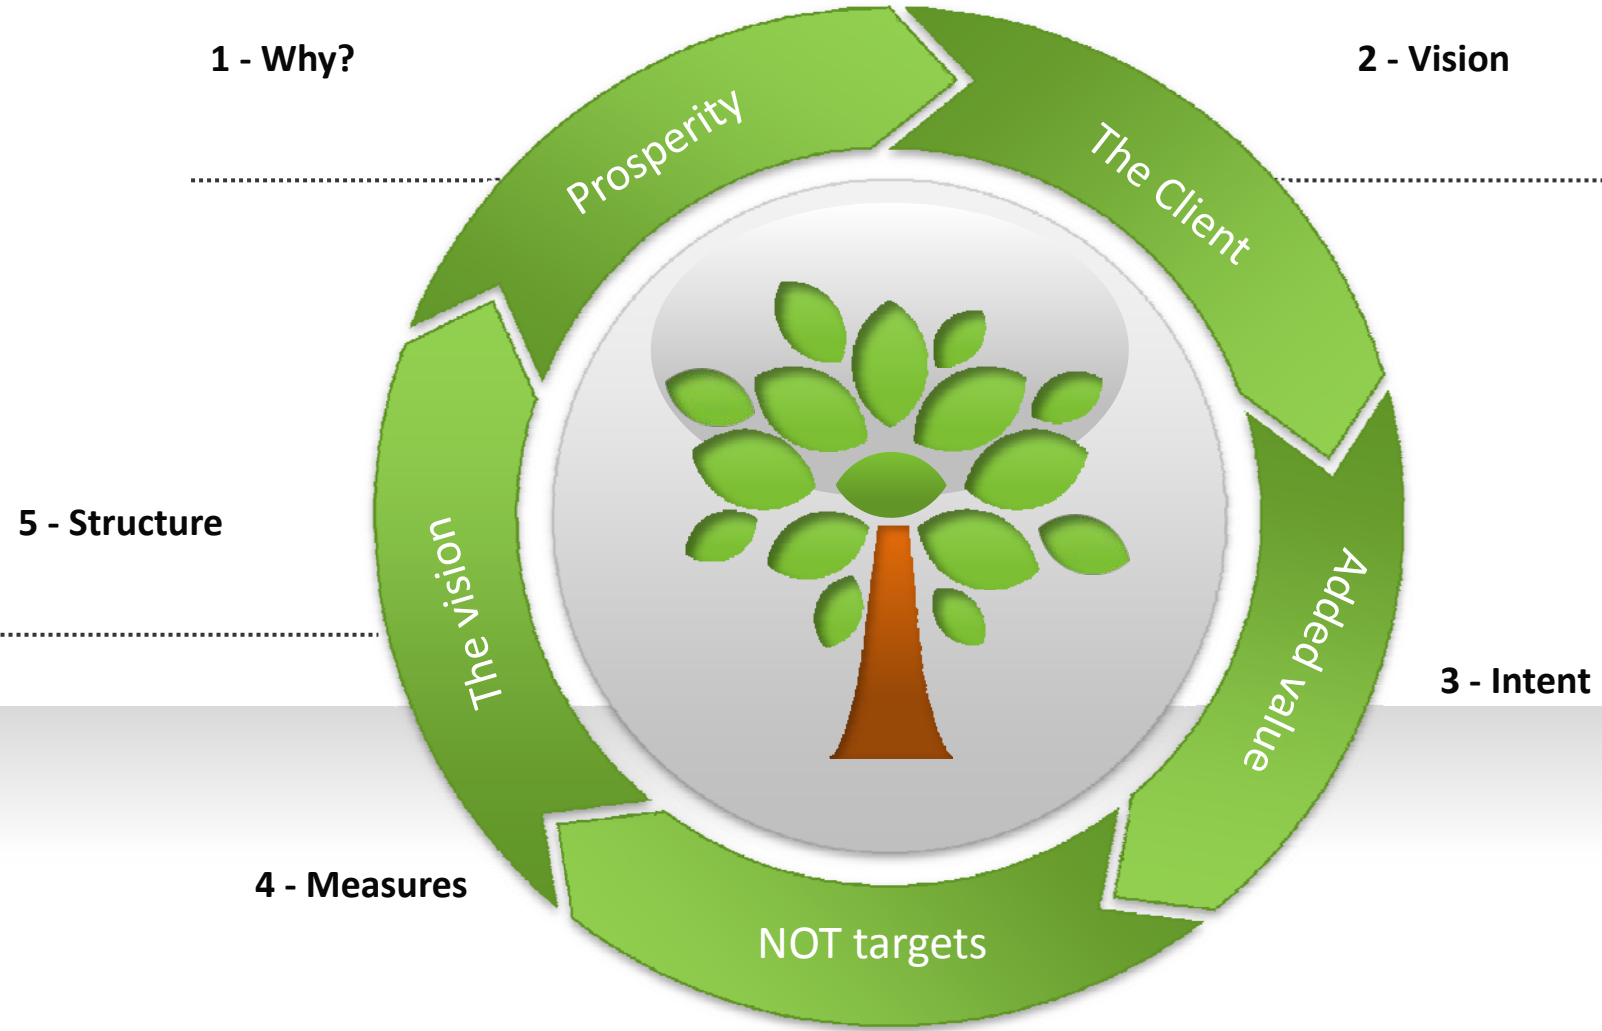 1 - Why?
Prosperity
2 - Vision
The Client
3 - Intent
Added value
4 - Measures
NOT targets
5 - Structure
The vision